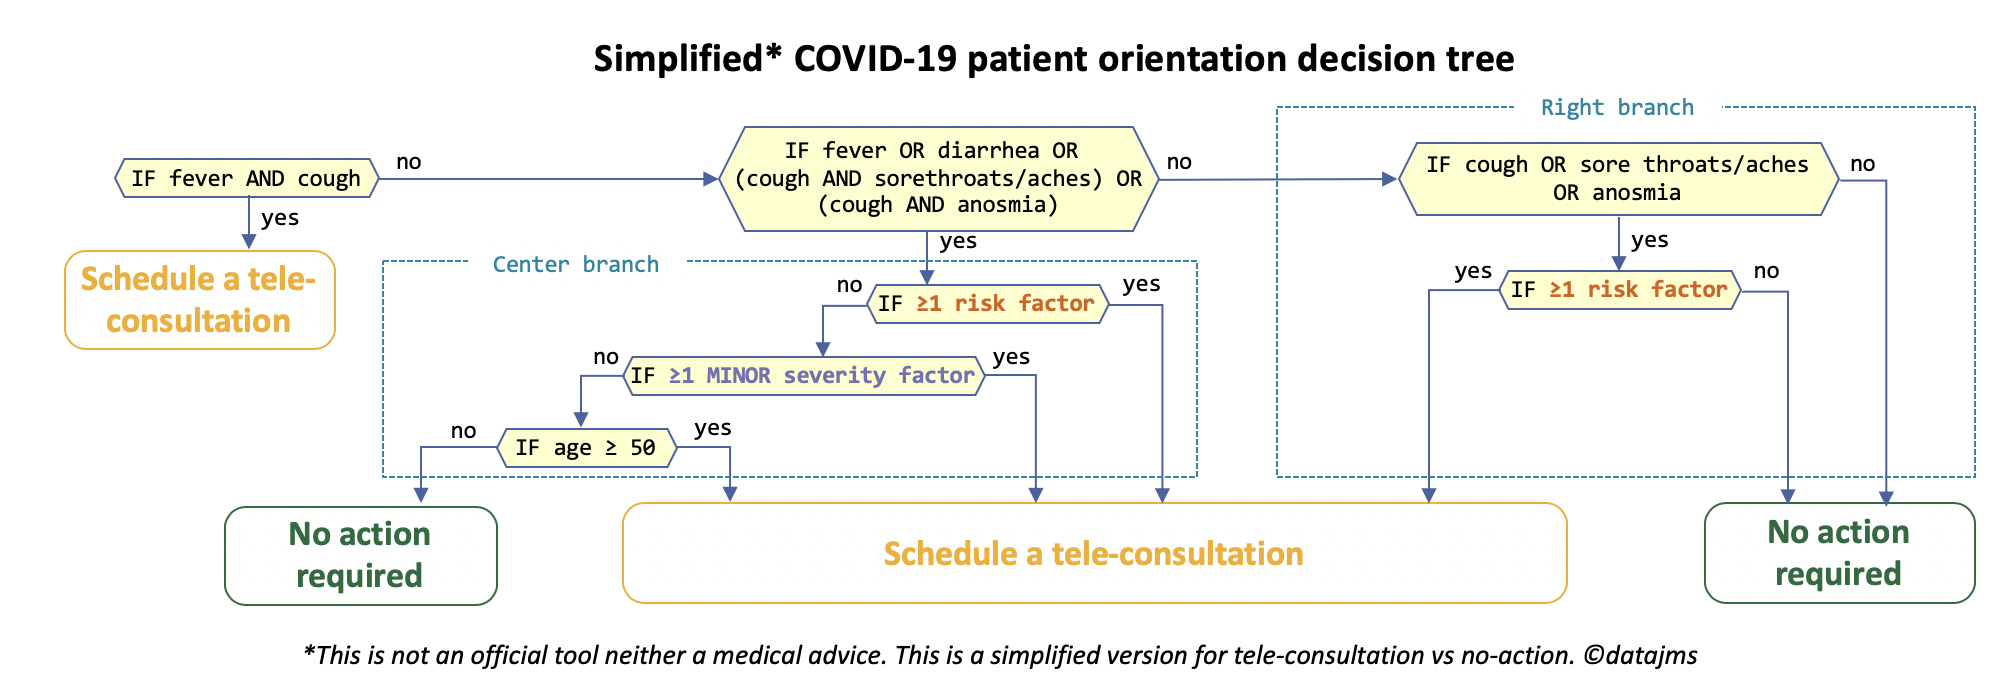 Simplified* COVID-19 patient orientation decision tree
Right branch
IF fever AND cough
no
yes
Schedule a tele-
consultation
IF fever OR diarrhea OR
(cough AND sorethroats/aches) OR
(cough AND anosmia)
no
yes
IF cough OR sore throats/aches
OR anosmia
no
yes
Center branch
no
IF ≥1 risk factor
yes
no
IF ≥1 MINOR severity factor
yes
no
IF age ≥ 50
yes
yes
IF ≥1 risk factor
no
No action
required
Schedule a tele-consultation
No action
required
*This is not an official tool neither a medical advice. This is a simplified version for tele-consultation vs no-action. ©datajms